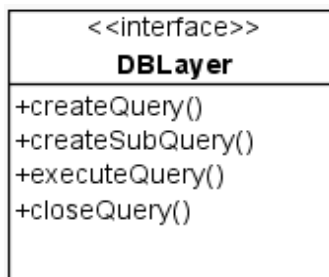 <<interface>>
DBLayer
+createQuery()
+createSubQuery()
+executeQuery()
+closeQuery()